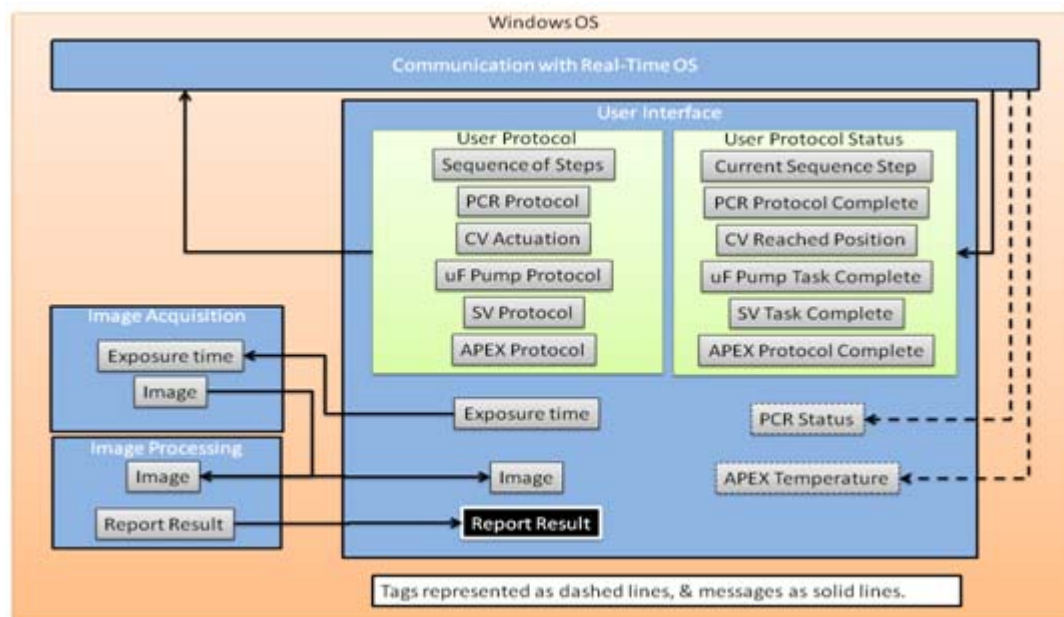 Windows OS
Communication with Real-Time OS
User Interface
User Protocol
Sequence of Steps
PCR Protocol
CV Actuation
uF Pump Protocol
SV Protocol
APEX Protocol
User Protocol Status
Current Sequence Step
PCR Protocol Complete
CV Reached Position
uF Pump Task Complete
SV Task Complete
APEX Protocol Complete
Image Acquisition
Exposure time
Image
Exposure time
PCR Status
Image Processing
Image
Report Result
Image
APEX Temperature
Report Result
Tags represented as dashed lines, & messages as solid lines.